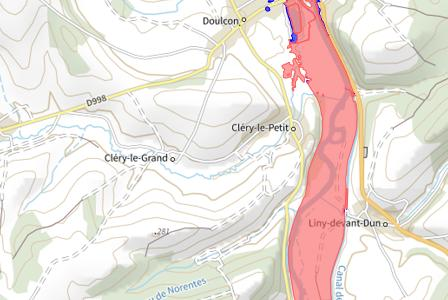 Doulcon
D998
Cléry-le-Petit
Cléry-le-Grand
Liny-devant-Dun
281
de Norentes
Canal d